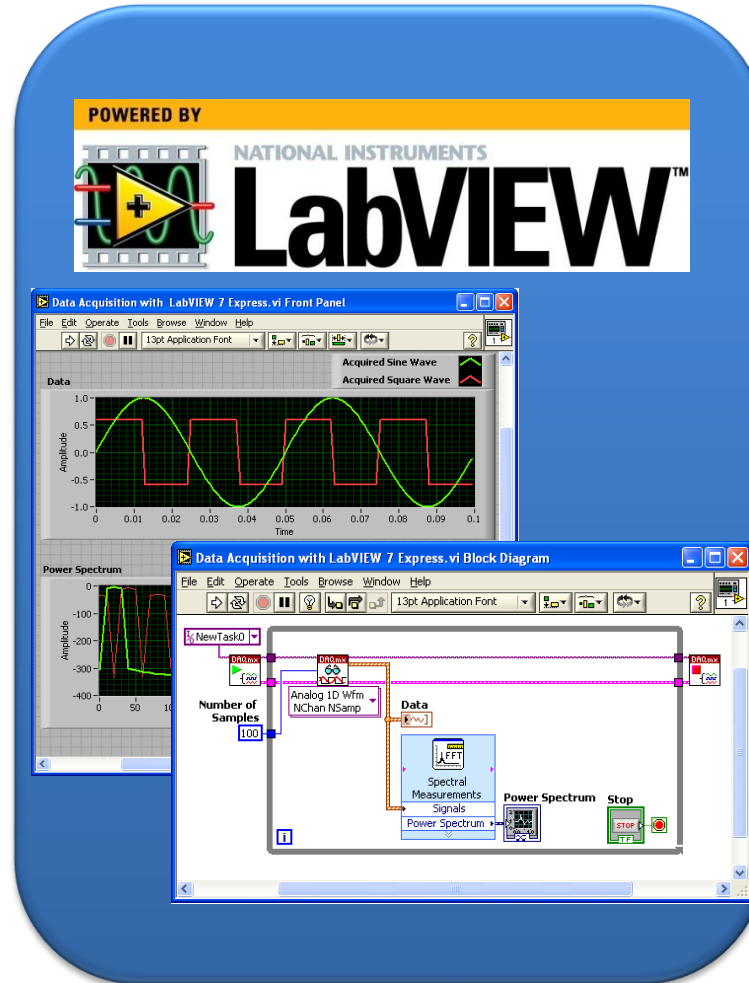 POWERED BY
NATIONAL INSTRUMENTS
LabVIEW™
Data Acquisition with LabVIEW 7 Express.vi Front Panel
File Edit Operate Tools Browse Window Help
13pt Application Font
?
1
Acquired Sine Wave
Acquired Square Wave
Data
1.0
0.5
0.0
-0.5
-1.0
Amplitude
0 0.01 0.02 0.03 0.04 0.05 0.06 0.07 0.08 0.09 0.1
Time
Power Spectrum
0
-100
-200
-300
-400
Amplitude
0 50
Data Acquisition with LabVIEW 7 Express.vi Block Diagram
File Edit Operate Tools Browse Window Help
13pt Application Font
?
1
NewTask0
DAQmx DAQmx DAQmx
Analog 1D Wfm
NChan NSamp
Number of
Samples
100
Data
FFT
Spectral
Measurements
Signals
Power Spectrum
Power Spectrum
Stop
STOP
TF
i